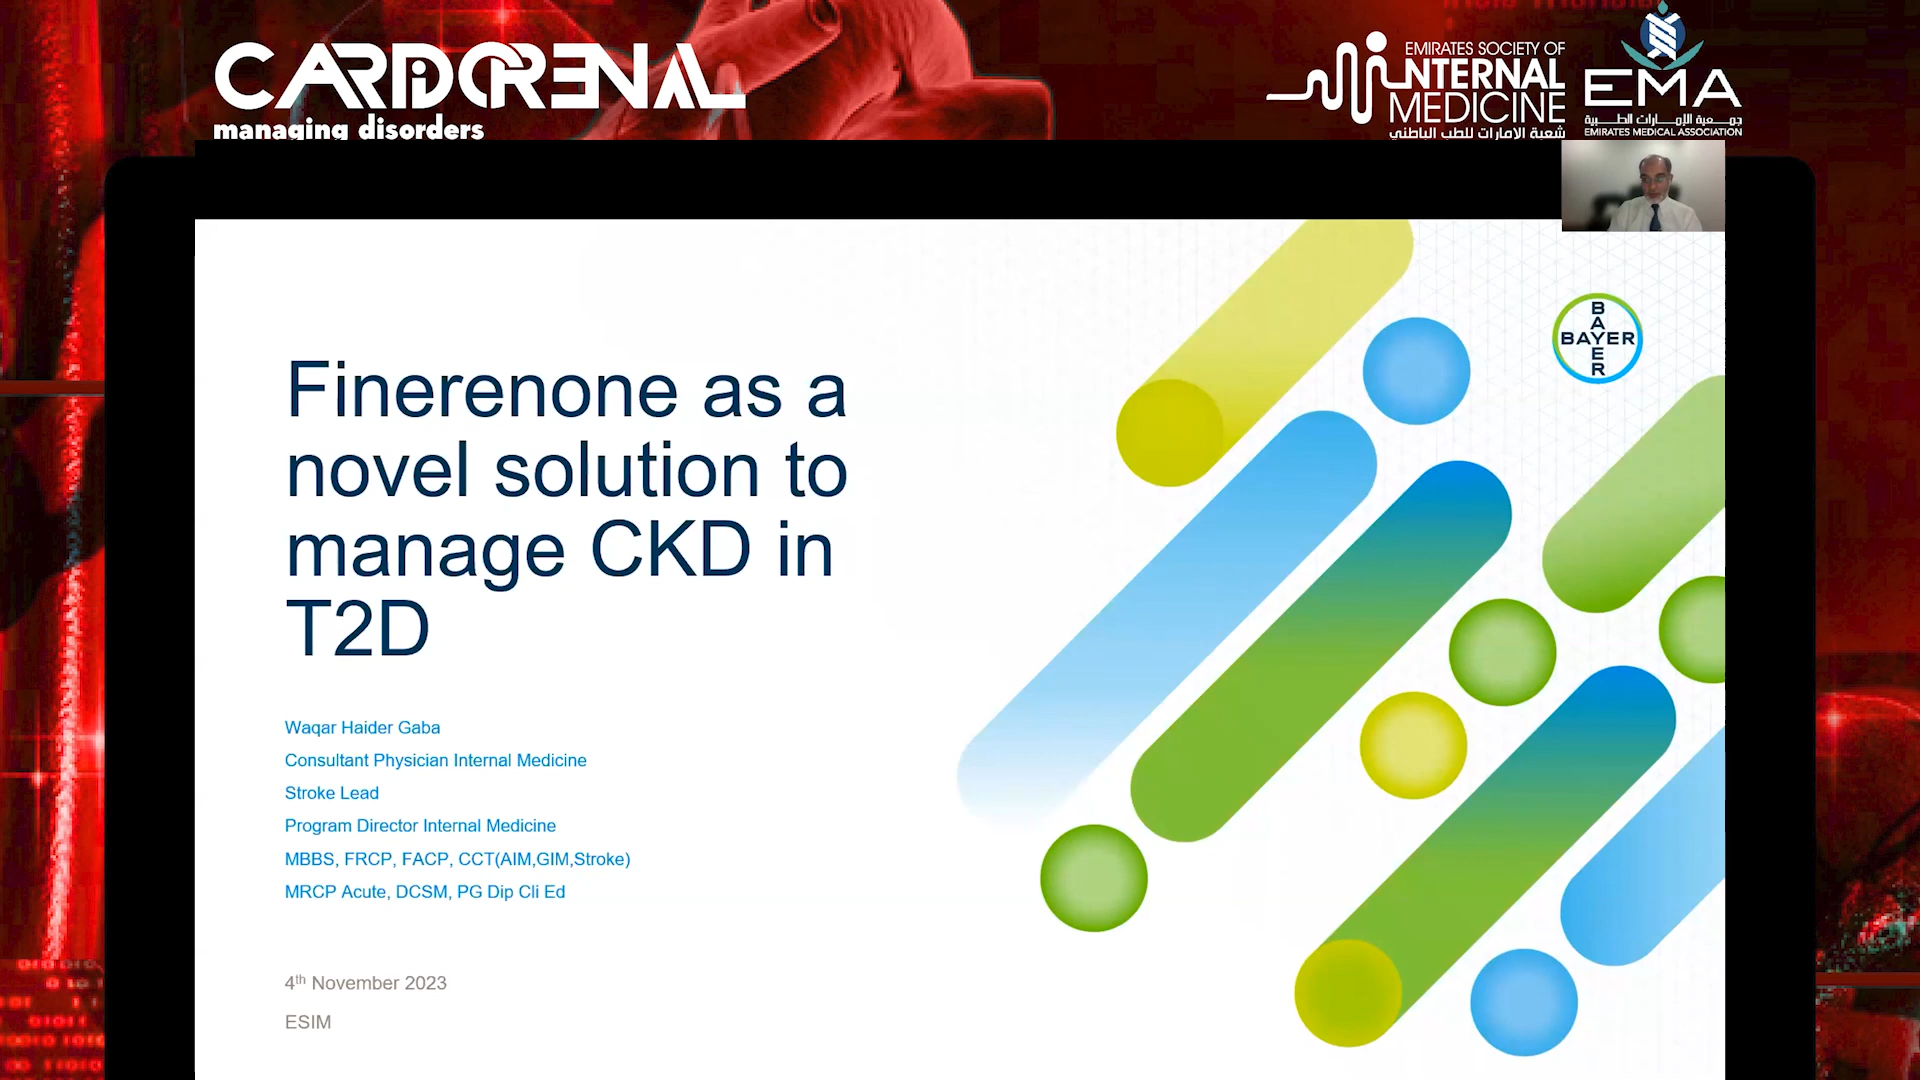 CARDIORENAL
managing disorders
EMIRATES SOCIETY OF
INTERNAL
MEDICINE
شعبة الإمارات للطب الباطني
EMA
جمعية الإمارات الطبية
EMIRATES MEDICAL ASSOCIATION
BAYER
BAYER
Finerenone as a
novel solution to
manage CKD in
T2D
Waqar Haider Gaba
Consultant Physician Internal Medicine
Stroke Lead
Program Director Internal Medicine
MBBS, FRCP, FACP, CCT(AIM,GIM,Stroke)
MRCP Acute, DCSM, PG Dip Cli Ed
4th November 2023
ESIM